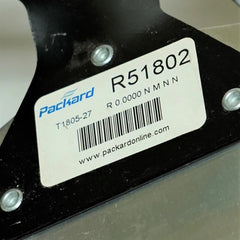 R51802
Packard
T1805-27
R 0.0000 N M N N
www.packardonline.com